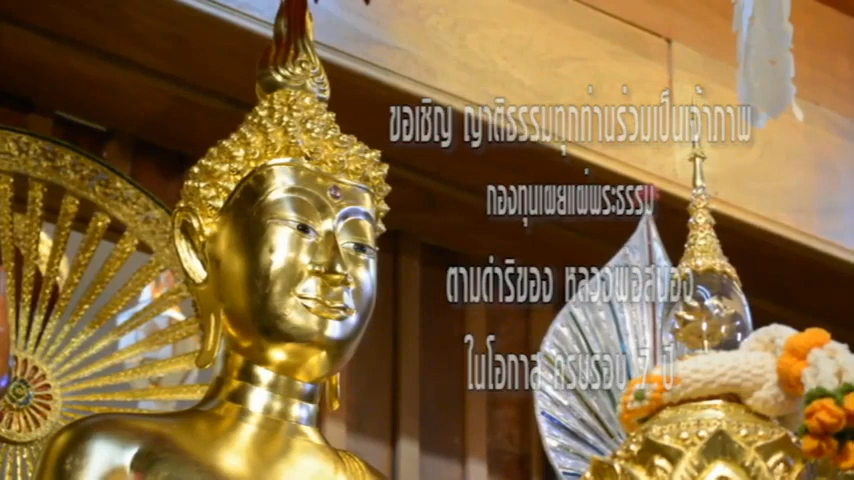 ขอเชิญ ญาติธรรมทุกท่านร่วมเป็นเจ้าภาพ
กองทุนเผยแผ่พระธรรม
ตามดำริของ หลวงพ่อสนอง
ในโอกาส ครบรอบ 7 ปี